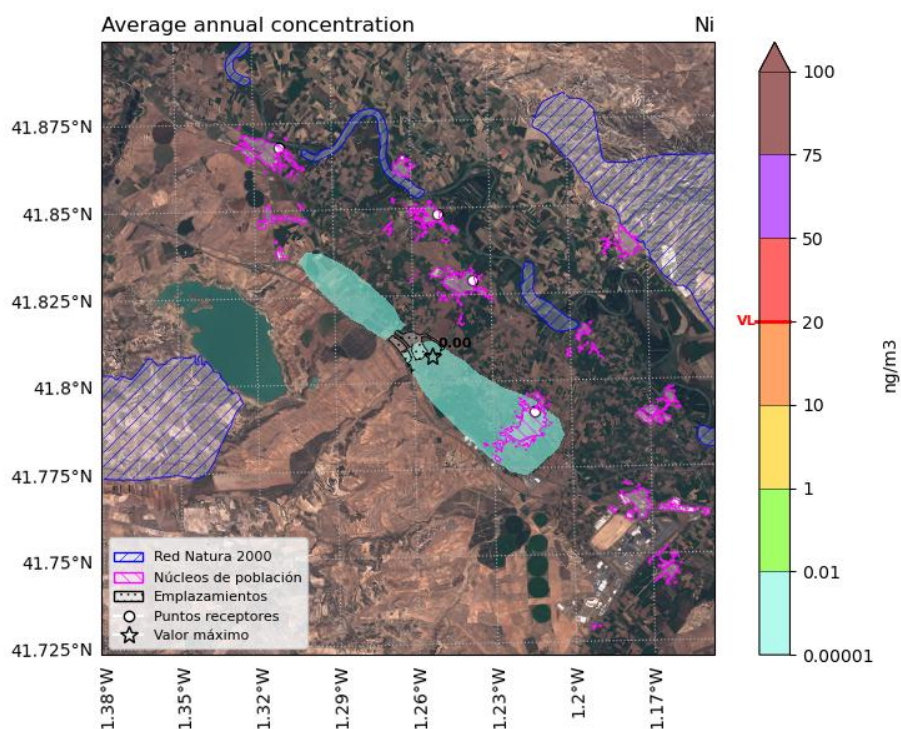 Average annual concentration Ni
41.875°N
41.85°N
41.825°N
41.8°N
41.775°N
41.75°N
41.725°N
0.00
Red Natura 2000
Núcleos de población
Emplazamientos
Puntos receptores
Valor máximo
1.38°W 1.35°W 1.32°W 1.29°W 1.26°W 1.23°W 1.2°W 1.17°W
100
75
50
VL 20
10
1
0.01
0.00001
ng/m3